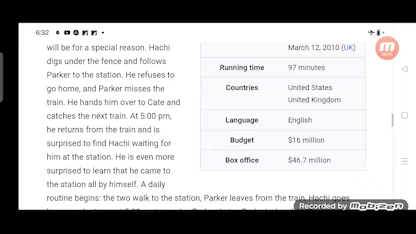 6:32
will be for a special reason. Hachi
digs under the fence and follows
Parker to the station. He refuses to
go home, and Parker misses the
train. He hands him over to Cate and
catches the next train. At 5:00 pm,
he returns from the train and is
surprised to find Hachi waiting for
him at the station. He is even more
surprised to learn that he came to
the station all by himself. A daily
routine begins: the two walk to the station, Parker leaves from the train, Hachi goes
March 12, 2010 (UK)
Running time 97 minutes
Countries United States
United Kingdom
Language English
Budget $16 million
Box office $46.7 million
Recorded by Mobizen